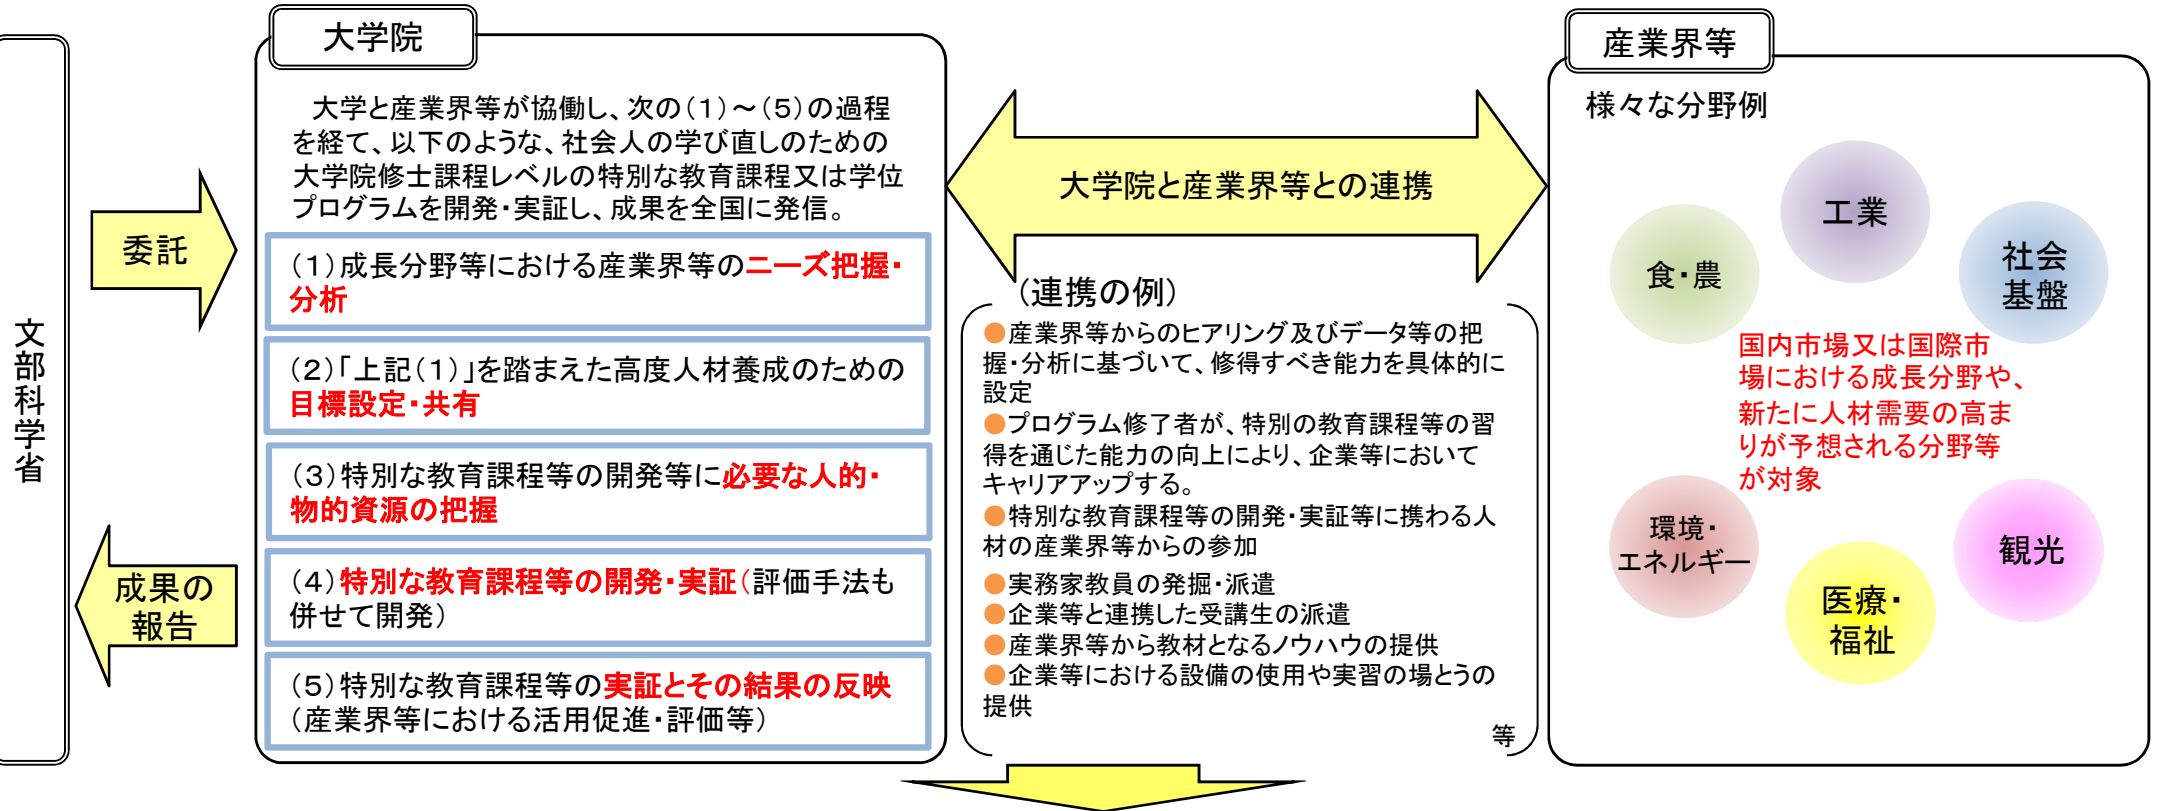 文部科学省
委託
成果の
報告
大学院
大学と産業界等が協働し、次の（１）～（５）の過程
を経て、以下のような、社会人の学び直しのための
大学院修士課程レベルの特別な教育課程又は学位
プログラムを開発・実証し、成果を全国に発信。
（１）成長分野等における産業界等のニーズ把握・
分析
（２）「上記（１）」を踏まえた高度人材養成のための
目標設定・共有
（３）特別な教育課程等の開発等に必要な人的・
物的資源の把握
（４）特別な教育課程等の開発・実証（評価手法も
併せて開発）
（５）特別な教育課程等の実証とその結果の反映
（産業界等における活用促進・評価等）
大学院と産業界等との連携
（連携の例）
●産業界等からのヒアリング及びデータ等の把
握・分析に基づいて、修得すべき能力を具体的に
設定
●プログラム修了者が、特別の教育課程等の習
得を通じた能力の向上により、企業等において
キャリアアップする。
●特別な教育課程等の開発・実証等に携わる人
材の産業界等からの参加
●実務家教員の発掘・派遣
●企業等と連携した受講生の派遣
●産業界等から教材となるノウハウの提供
●企業等における設備の使用や実習の場とうの
提供
等
産業界等
様々な分野例
工業
食・農
社会
基盤
国内市場又は国際市
場における成長分野や、
新たに人材需要の高ま
りが予想される分野等
が対象
環境・
エネルギー
観光
医療・
福祉